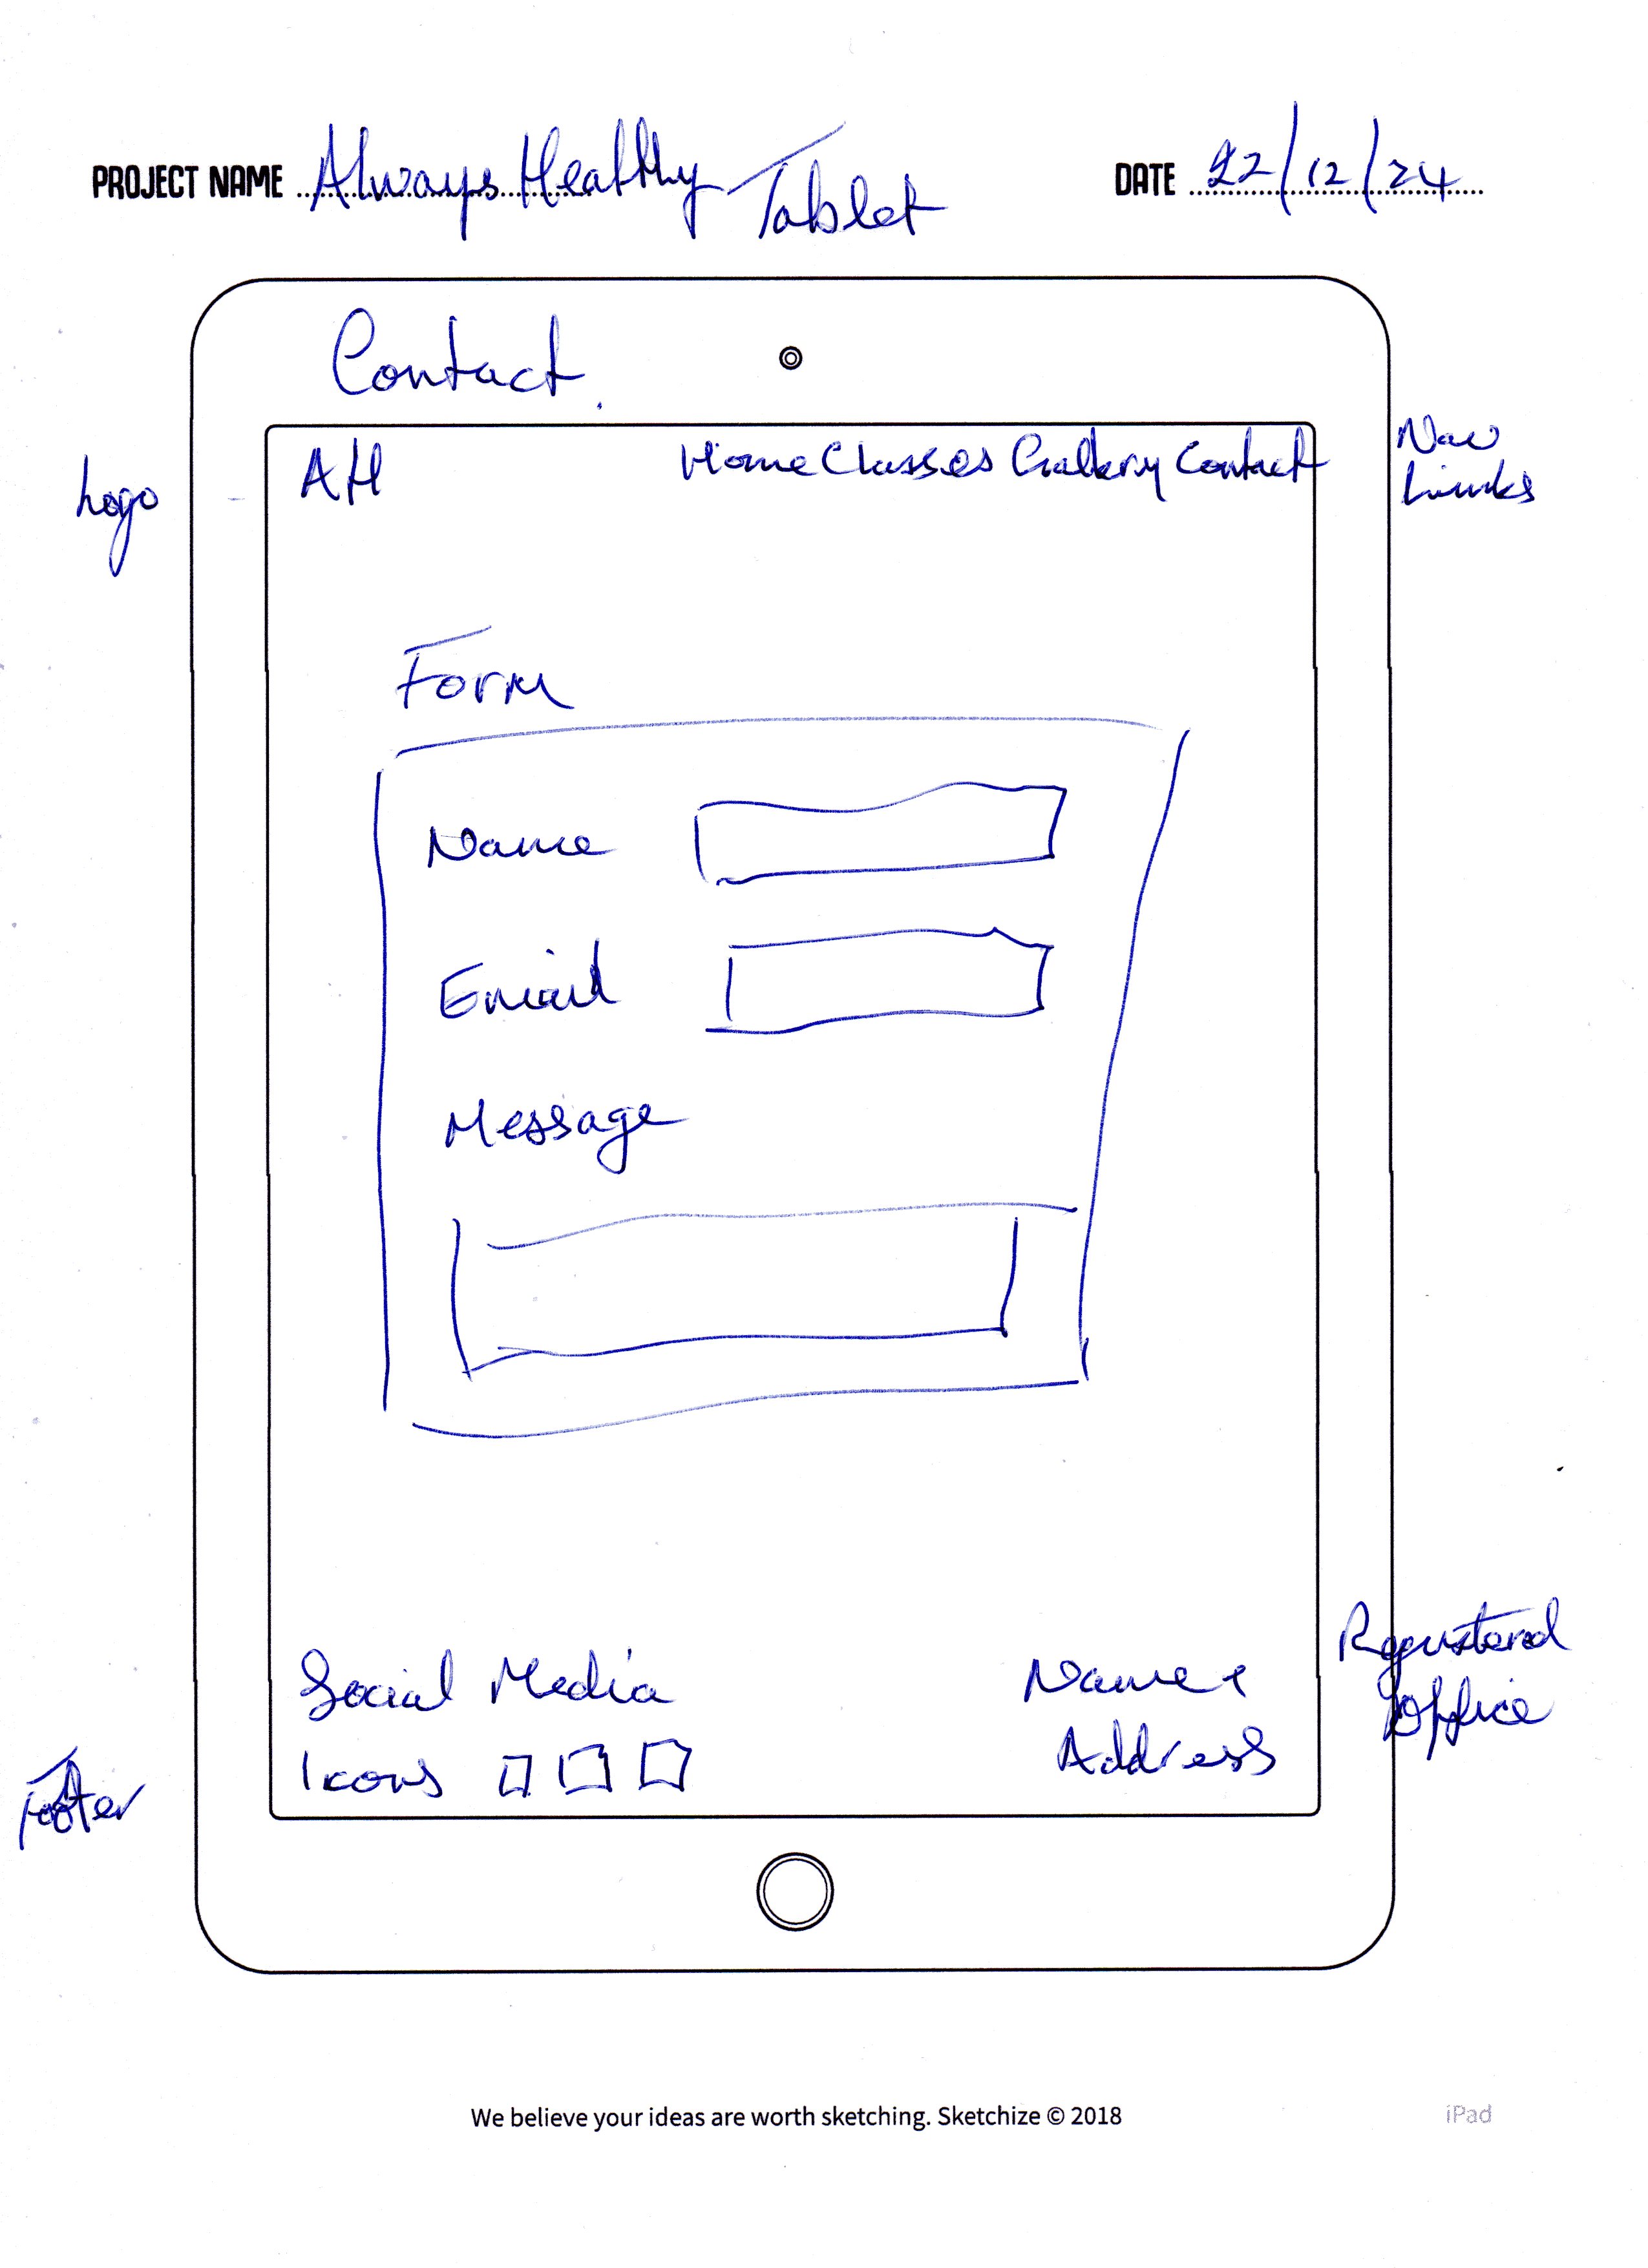 PROJECT NAME Always Healthy Tablet DATE 22/12/24
Contact
AH Home Classes Gallery Contact
Nav
Links
Logo
Form
Name
Email
Message
Social Media
Icons
Name +
Address
Registered
Office
Footer
We believe your ideas are worth sketching. Sketchize © 2018 iPad